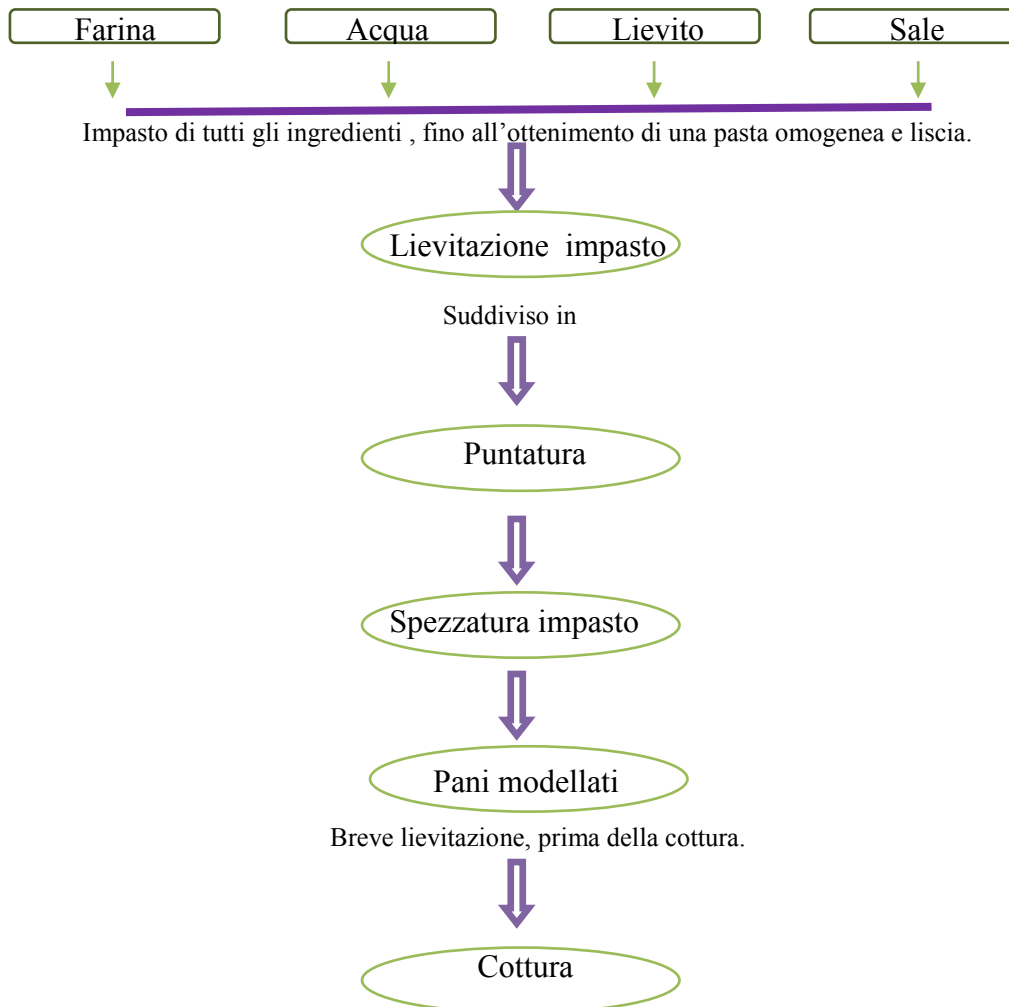 Farina Acqua Lievito Sale
Impasto di tutti gli ingredienti , fino all’ottenimento di una pasta omogenea e liscia.
Lievitazione impasto
Suddiviso in
Puntatura
Spezzatura impasto
Pani modellati
Breve lievitazione, prima della cottura.
Cottura